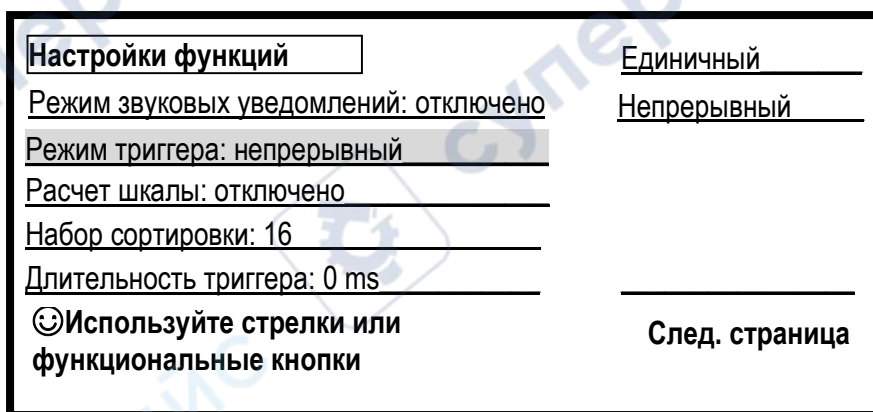 Настройки функций
Единичный
Режим звуковых уведомлений: отключено
Непрерывный
Режим триггера: непрерывный
Расчет шкалы: отключено
Набор сортировки: 16
Длительность триггера: 0 ms
☺Используйте стрелки или
функциональные кнопки
След. страница